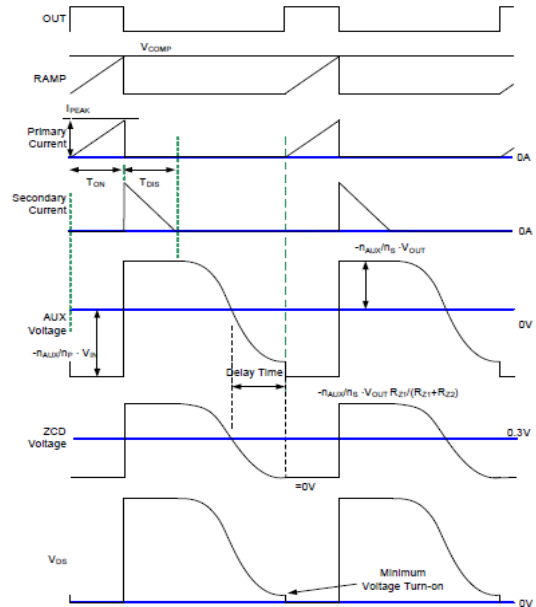 OUT
VCOMP
RAMP
IPEAK
Primary
Current
0A
TON
TDIS
Secondary
Current
0A
-nAUX/nS ·VOUT
AUX
Voltage
0V
-nAUX/nP · VIN
Delay Time
-nAUX/nS ·VOUT RZ1/(RZ1+RZ2)
ZCD
Voltage
0.3V
=0V
VDS
Minimum
Voltage Turn-on
0V